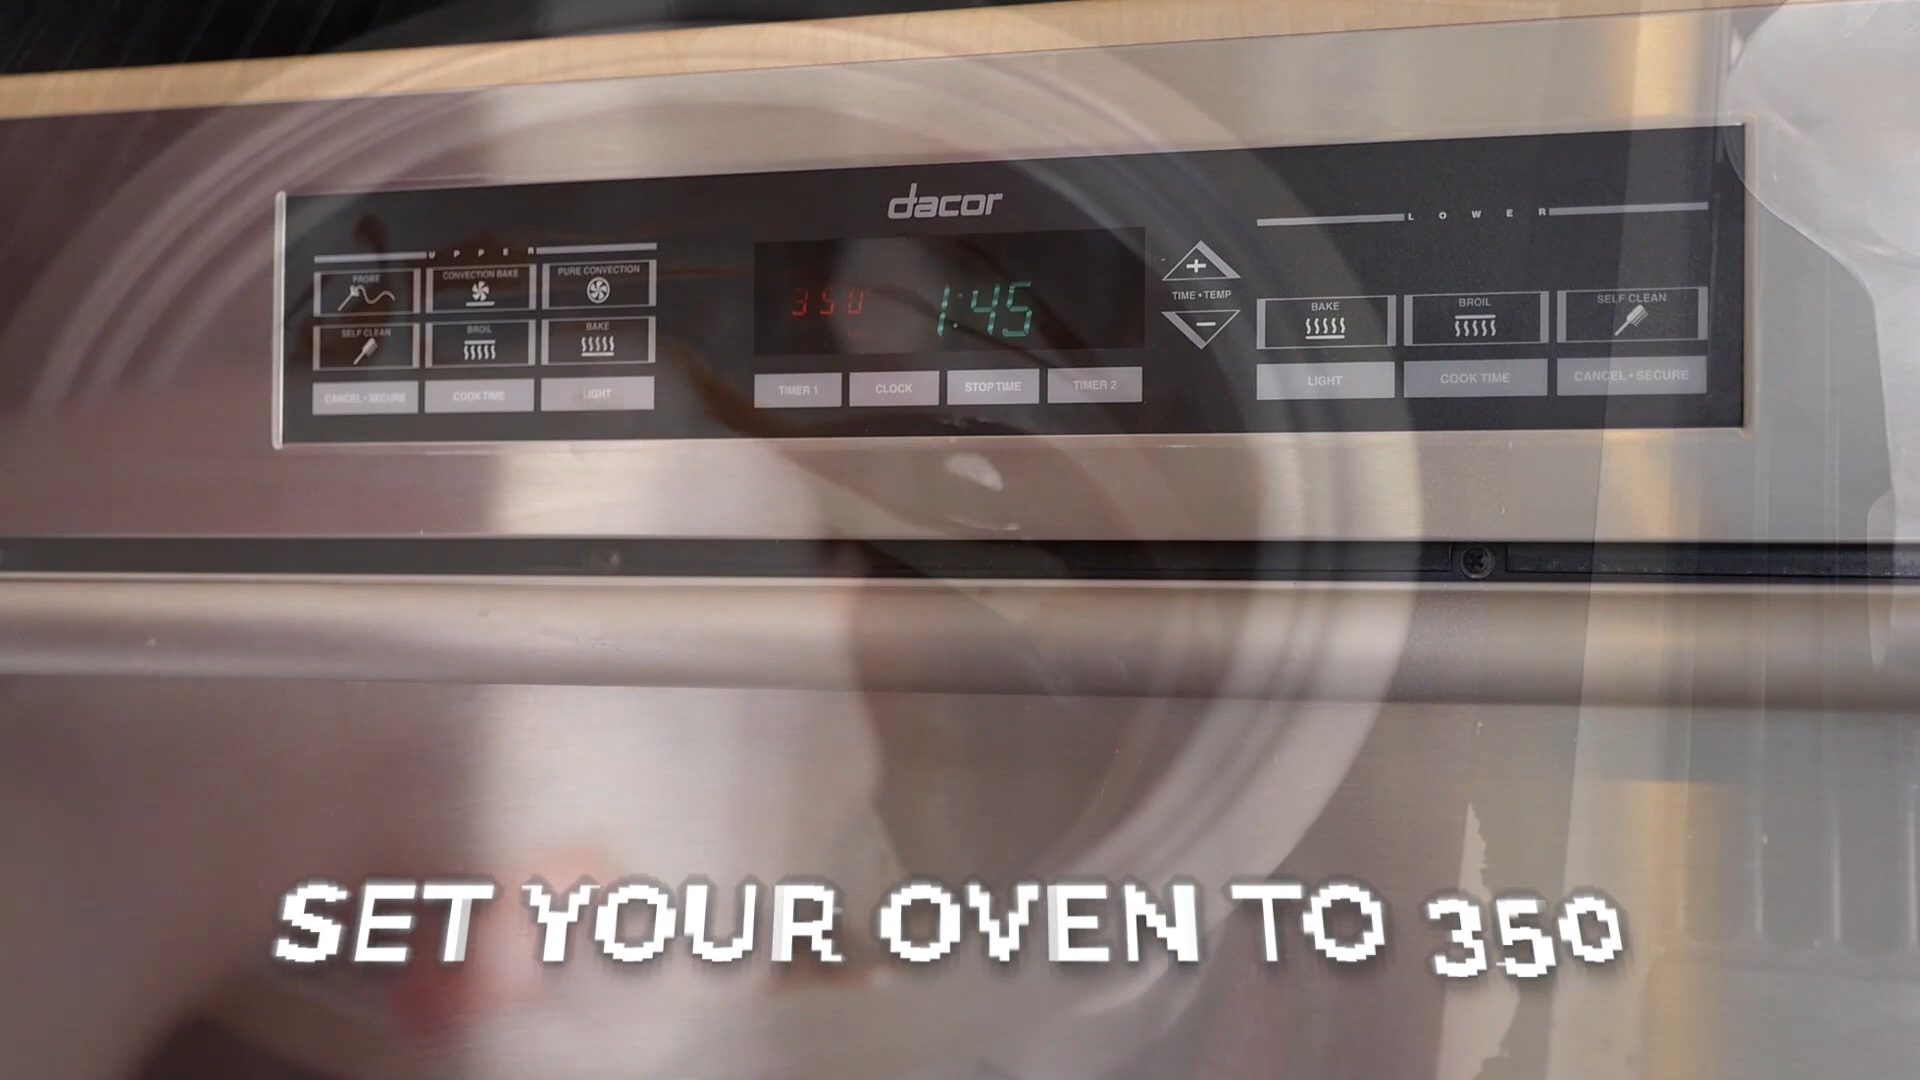 dacor
UPPER
LOWER
PROBE
CONVECTION BAKE
PURE CONVECTION
SELF CLEAN
BROIL
BAKE
CANCEL • SECURE
COOK TIME
LIGHT
350
1:45
TIMER 1
CLOCK
STOP TIME
TIMER 2
+
TIME • TEMP
−
BAKE
BROIL
SELF CLEAN
LIGHT
COOK TIME
CANCEL • SECURE
SET YOUR OVEN TO 350